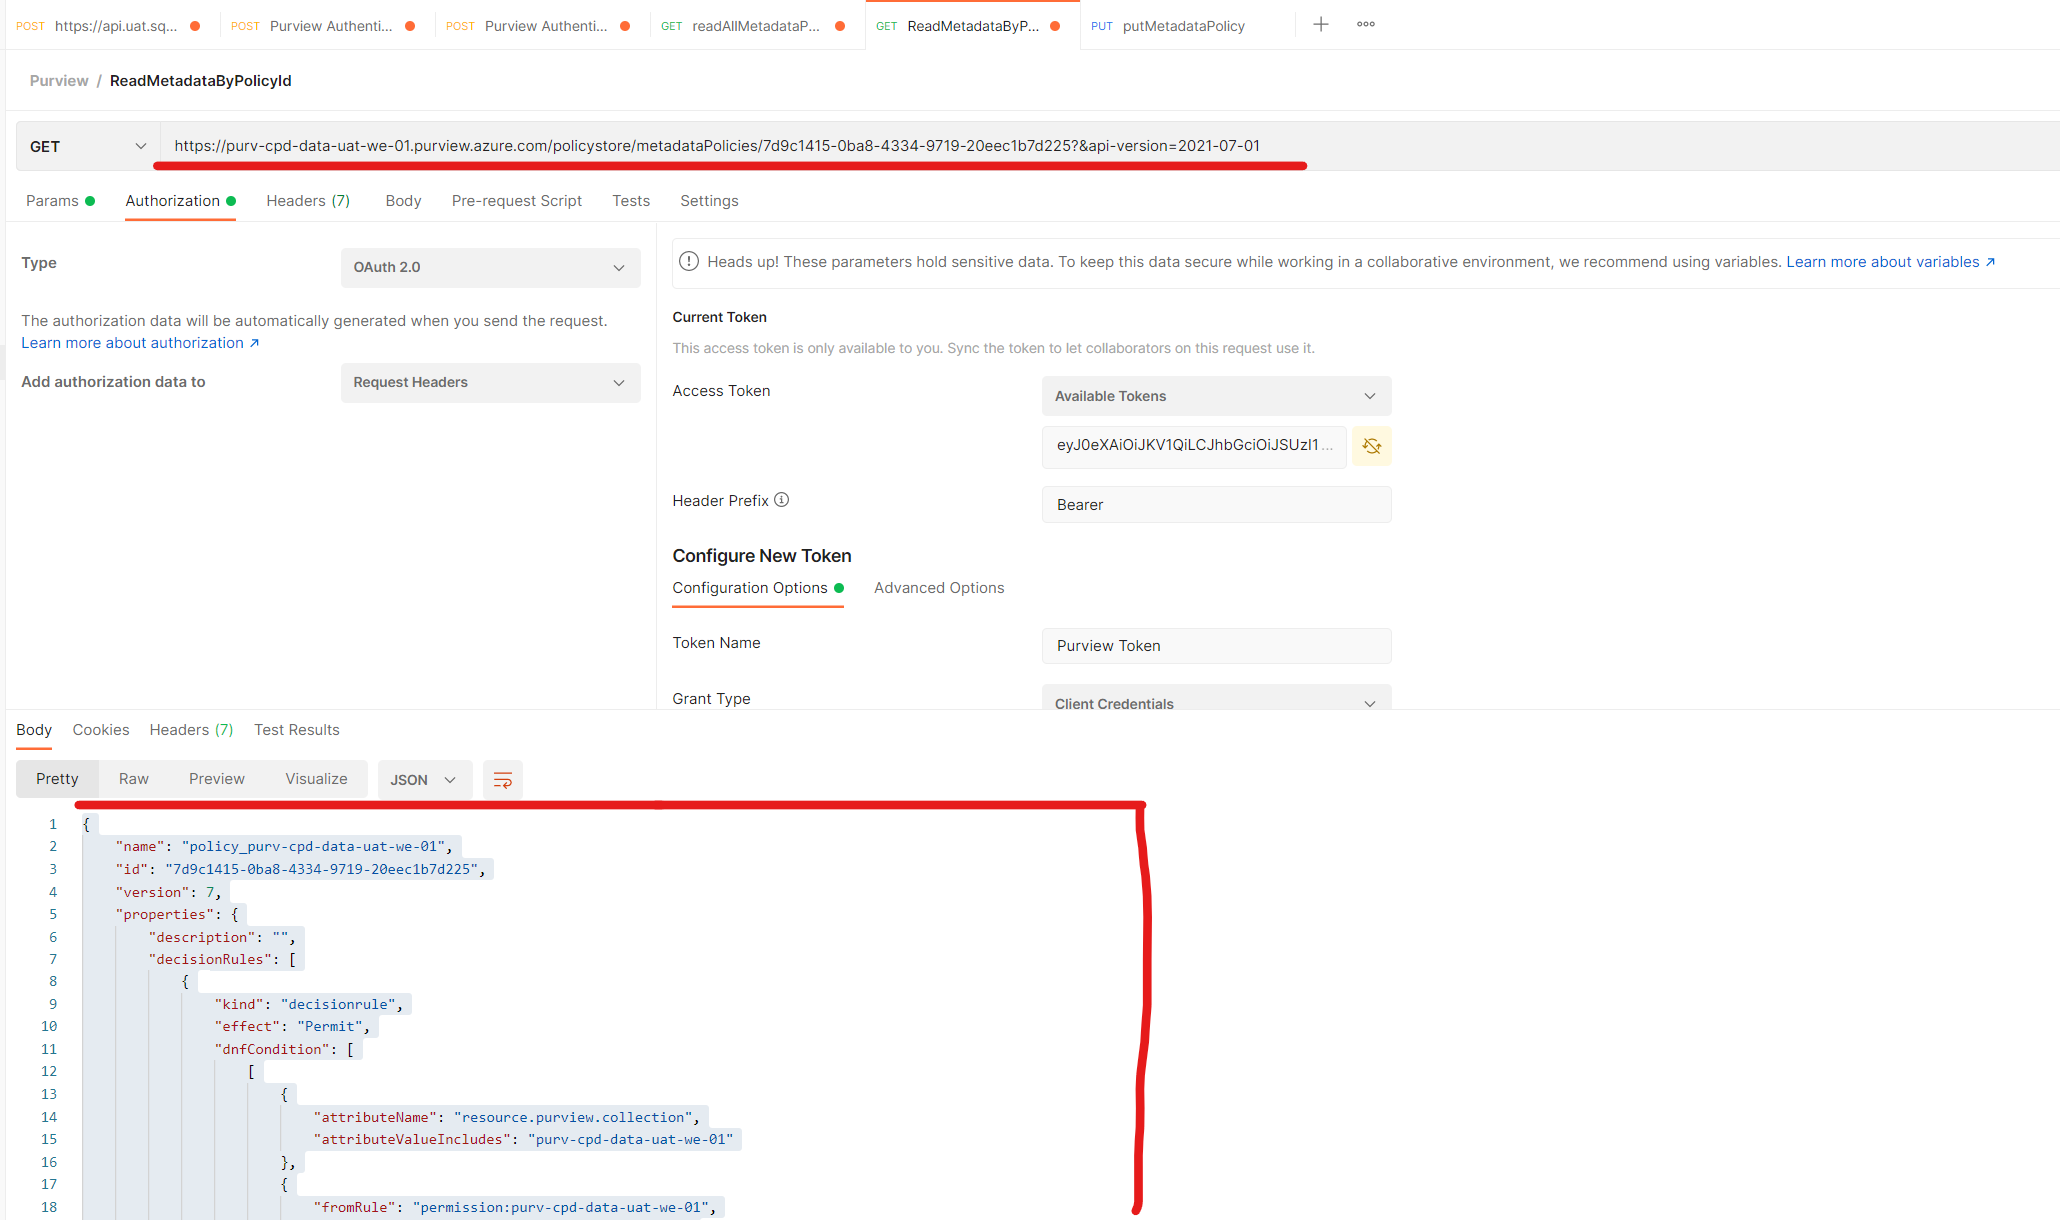 POST https://api.uat.sq... POST Purview Authenti... POST Purview Authenti... GET readAllMetadataP... GET ReadMetadataByP... PUT putMetadataPolicy
Purview / ReadMetadataByPolicyId
GET https://purv-cpd-data-uat-we-01.purview.azure.com/policystore/metadataPolicies/7d9c1415-0ba8-4334-9719-20eec1b7d225?&api-version=2021-07-01
Params Authorization Headers (7) Body Pre-request Script Tests Settings
Type OAuth 2.0
The authorization data will be automatically generated when you send the request.
Learn more about authorization ↗
Add authorization data to Request Headers
Heads up! These parameters hold sensitive data. To keep this data secure while working in a collaborative environment, we recommend using variables. Learn more about variables ↗
Current Token
This access token is only available to you. Sync the token to let collaborators on this request use it.
Access Token Available Tokens
eyJ0eXAiOiJKV1QiLCJhbGciOiJSUzI1...
Header Prefix Bearer
Configure New Token
Configuration Options Advanced Options
Token Name Purview Token
Grant Type Client Credentials
Body Cookies Headers (7) Test Results
Pretty Raw Preview Visualize JSON
1 {
2 "name": "policy_purv-cpd-data-uat-we-01",
3 "id": "7d9c1415-0ba8-4334-9719-20eec1b7d225",
4 "version": 7,
5 "properties": {
6 "description": "",
7 "decisionRules": [
8 {
9 "kind": "decisionrule",
10 "effect": "Permit",
11 "dnfCondition": [
12 [
13 {
14 "attributeName": "resource.purview.collection",
15 "attributeValueIncludes": "purv-cpd-data-uat-we-01"
16 },
17 {
18 "fromRule": "permission:purv-cpd-data-uat-we-01",